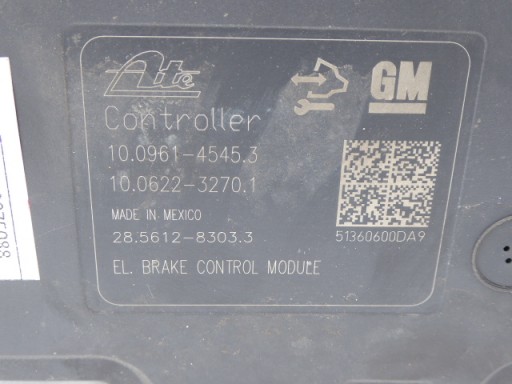 Ate
GM
Controller
10.0961-4545.3
10.0622-3270.1
MADE IN MEXICO
28.5612-8303.3
51360600DA9
EL. BRAKE CONTROL MODULE